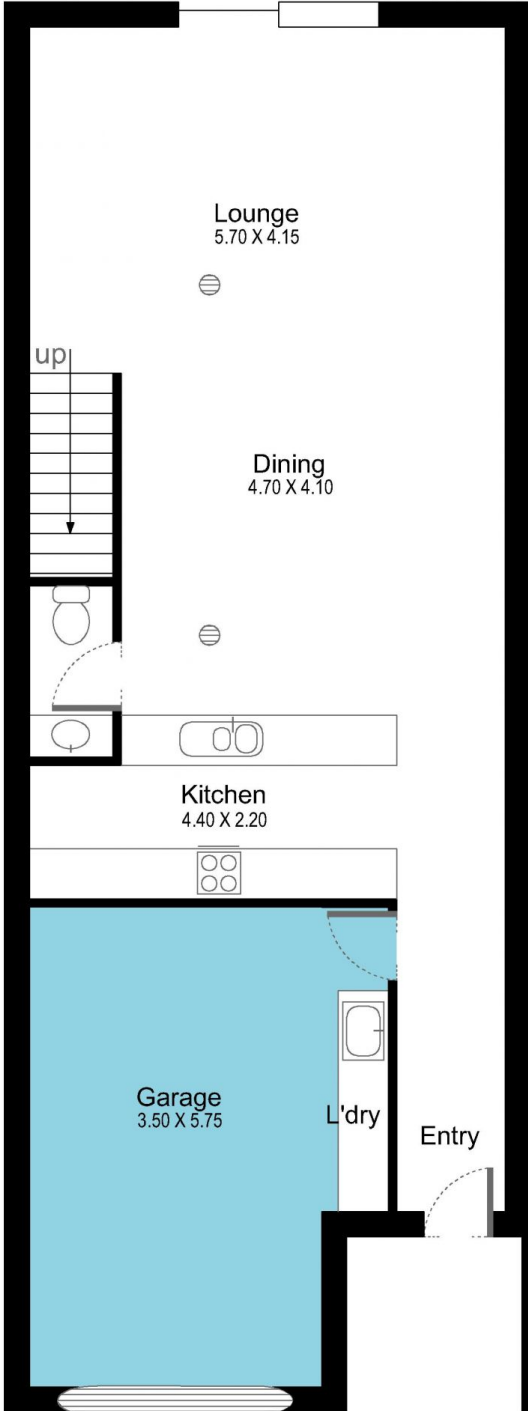 Lounge
5.70 X 4.15
up
Dining
4.70 X 4.10
Kitchen
4.40 X 2.20
Garage
3.50 X 5.75
L'dry
Entry